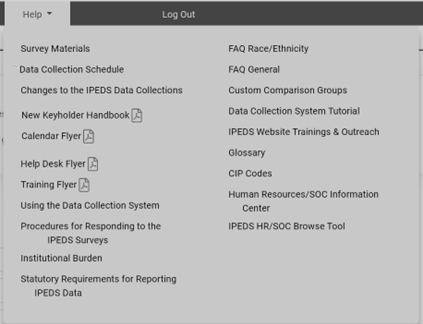 Help
Log Out
Survey Materials
Data Collection Schedule
Changes to the IPEDS Data Collections
New Keyholder Handbook
Calendar Flyer
Help Desk Flyer
Training Flyer
Using the Data Collection System
Procedures for Responding to the
IPEDS Surveys
Institutional Burden
Statutory Requirements for Reporting
IPEDS Data
FAQ Race/Ethnicity
FAQ General
Custom Comparison Groups
Data Collection System Tutorial
IPEDS Website Trainings & Outreach
Glossary
CIP Codes
Human Resources/SOC Information
Center
IPEDS HR/SOC Browse Tool